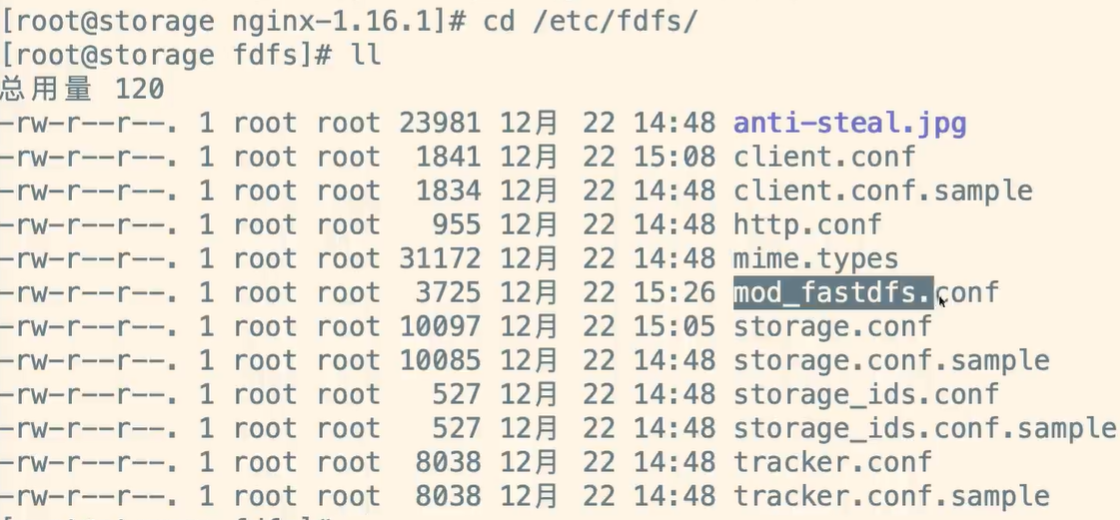 [root@storage nginx-1.16.1]# cd /etc/fdfs/
[root@storage fdfs]# ll
总用量 120
-rw-r--r--. 1 root root 23981 12月 22 14:48 anti-steal.jpg
-rw-r--r--. 1 root root 1841 12月 22 15:08 client.conf
-rw-r--r--. 1 root root 1834 12月 22 14:48 client.conf.sample
-rw-r--r--. 1 root root 955 12月 22 14:48 http.conf
-rw-r--r--. 1 root root 31172 12月 22 14:48 mime.types
-rw-r--r--. 1 root root 3725 12月 22 15:26 mod_fastdfs.conf
-rw-r--r--. 1 root root 10097 12月 22 15:05 storage.conf
-rw-r--r--. 1 root root 10085 12月 22 14:48 storage.conf.sample
-rw-r--r--. 1 root root 527 12月 22 14:48 storage_ids.conf
-rw-r--r--. 1 root root 527 12月 22 14:48 storage_ids.conf.sample
-rw-r--r--. 1 root root 8038 12月 22 14:48 tracker.conf
-rw-r--r--. 1 root root 8038 12月 22 14:48 tracker.conf.sample